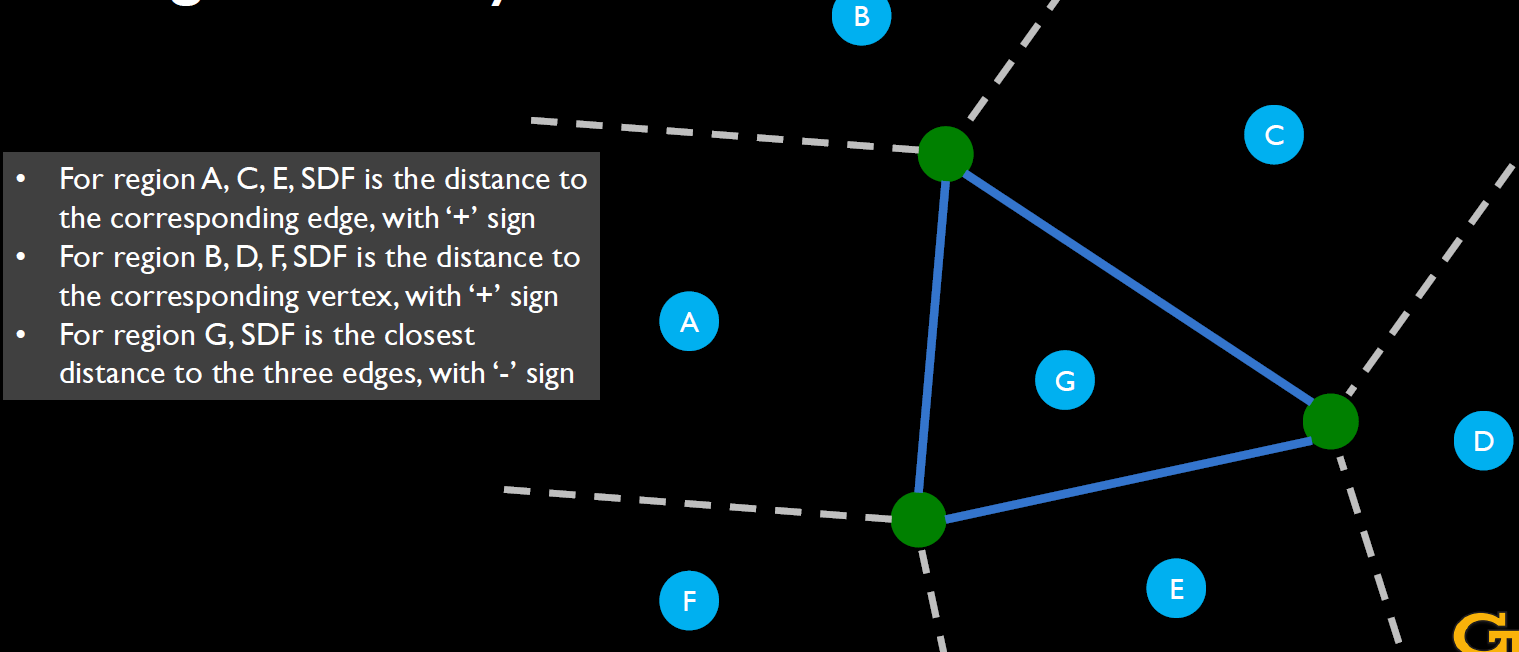 B
C
• For region A, C, E, SDF is the distance to
the corresponding edge, with ‘+’ sign
• For region B, D, F, SDF is the distance to
the corresponding vertex, with ‘+’ sign
• For region G, SDF is the closest
distance to the three edges, with ‘-’ sign
A
G
D
E
F